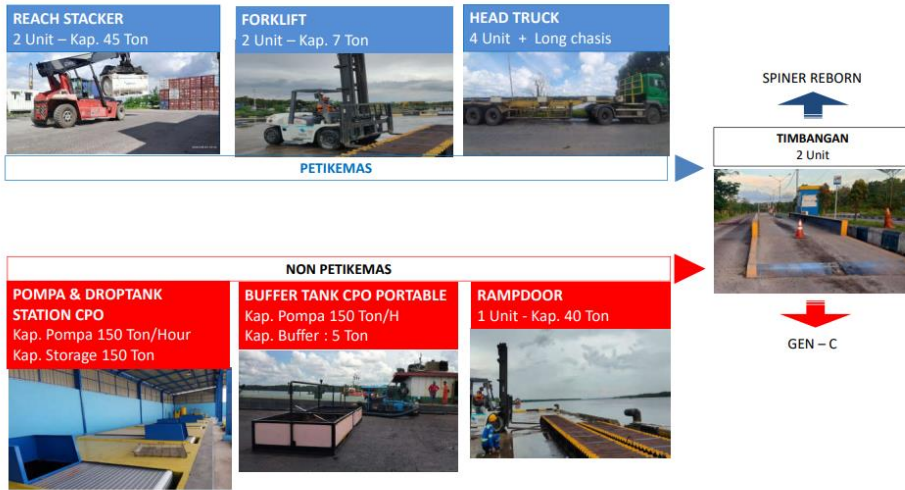 REACH STACKER
2 Unit – Kap. 45 Ton
FORKLIFT
2 Unit – Kap. 7 Ton
HEAD TRUCK
4 Unit + Long chasis
PETIKEMAS
SPINER REBORN
TIMBANGAN
2 Unit
GEN – C
NON PETIKEMAS
POMPA & DROPTANK
STATION CPO
Kap. Pompa 150 Ton/Hour
Kap. Storage 150 Ton
BUFFER TANK CPO PORTABLE
Kap. Pompa 150 Ton/H
Kap. Buffer : 5 Ton
RAMPDOOR
1 Unit - Kap. 40 Ton